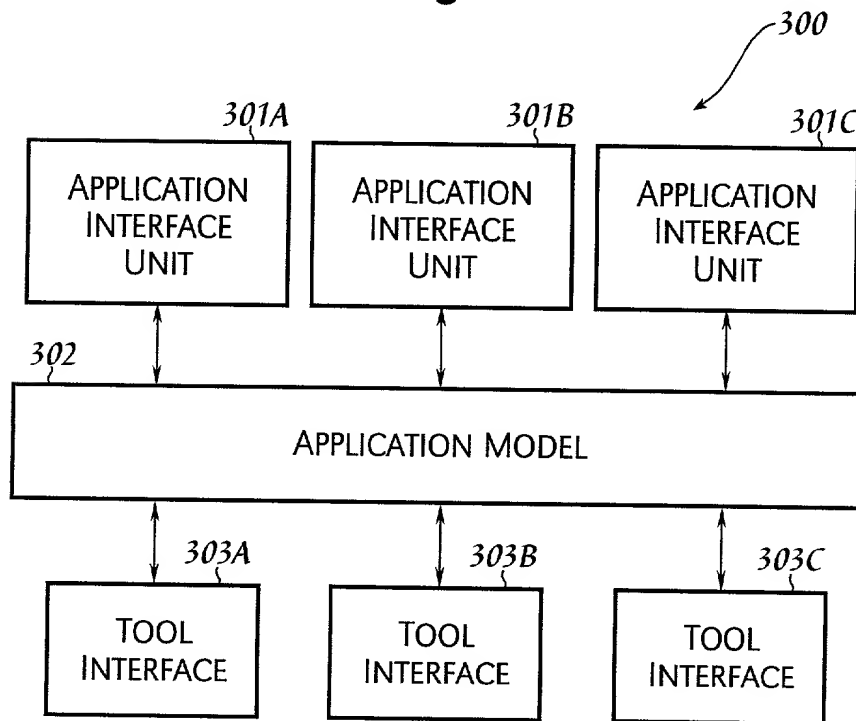 300
301A
301B
301C
APPLICATION
INTERFACE
UNIT
APPLICATION
INTERFACE
UNIT
APPLICATION
INTERFACE
UNIT
302
APPLICATION MODEL
303A
303B
303C
TOOL
INTERFACE
TOOL
INTERFACE
TOOL
INTERFACE